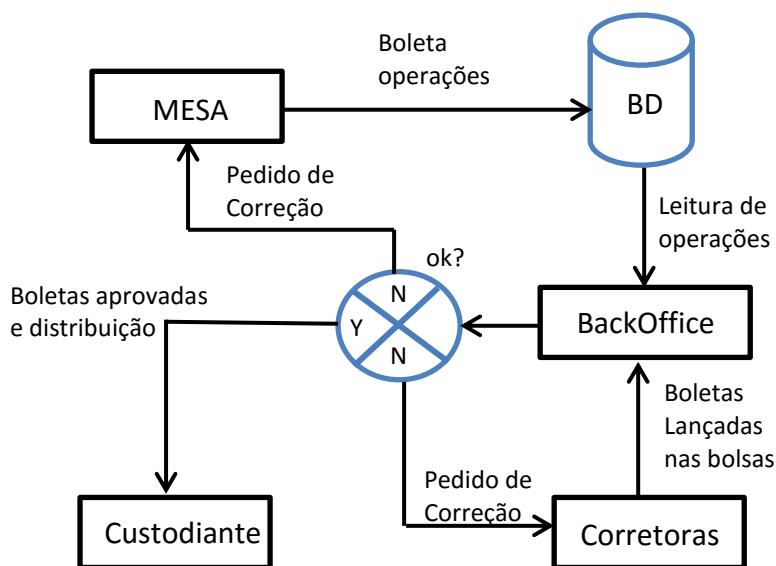 Boleta
operações
MESA
BD
Pedido de
Correção
Leitura de
operações
ok?
N
Boletas aprovadas
e distribuição
Y
N
BackOffice
Boletas
Lançadas
nas bolsas
Pedido de
Correção
Custodiante
Corretoras